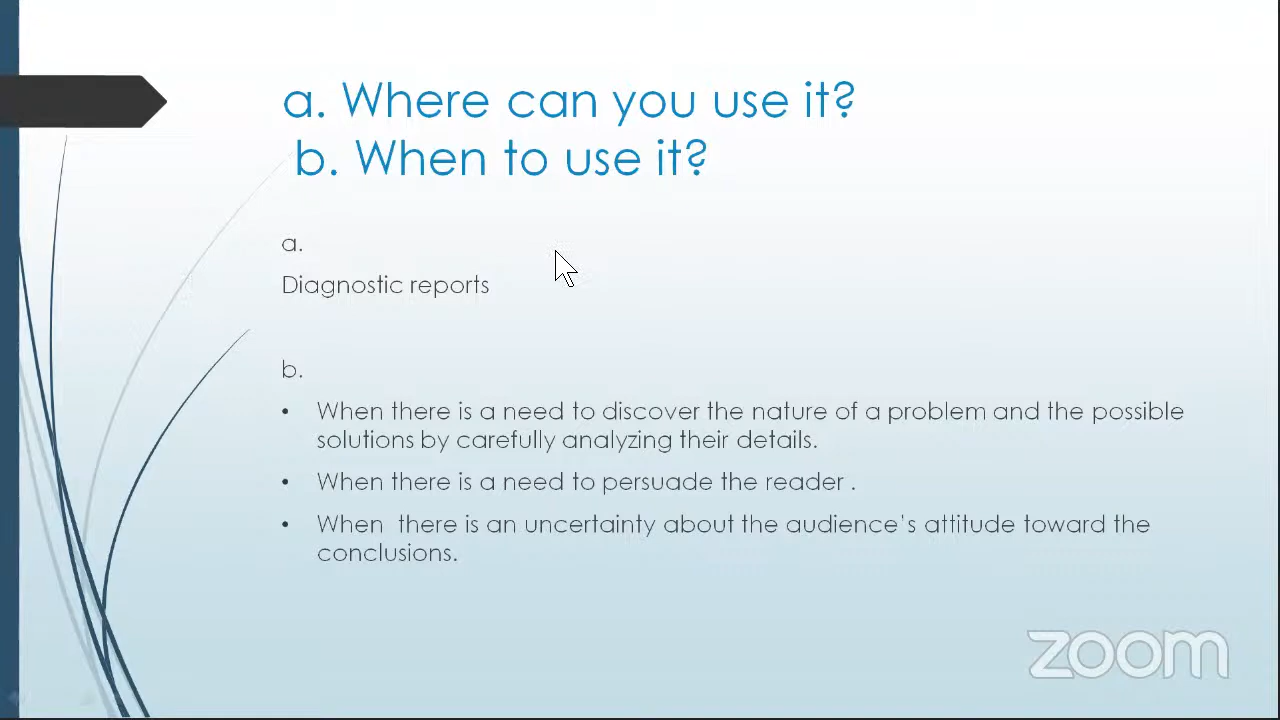 a. Where can you use it?
b. When to use it?
a.
Diagnostic reports
b.
• When there is a need to discover the nature of a problem and the possible
solutions by carefully analyzing their details.
• When there is a need to persuade the reader .
• When  there is an uncertainty about the audience's attitude toward the
conclusions.
zoom